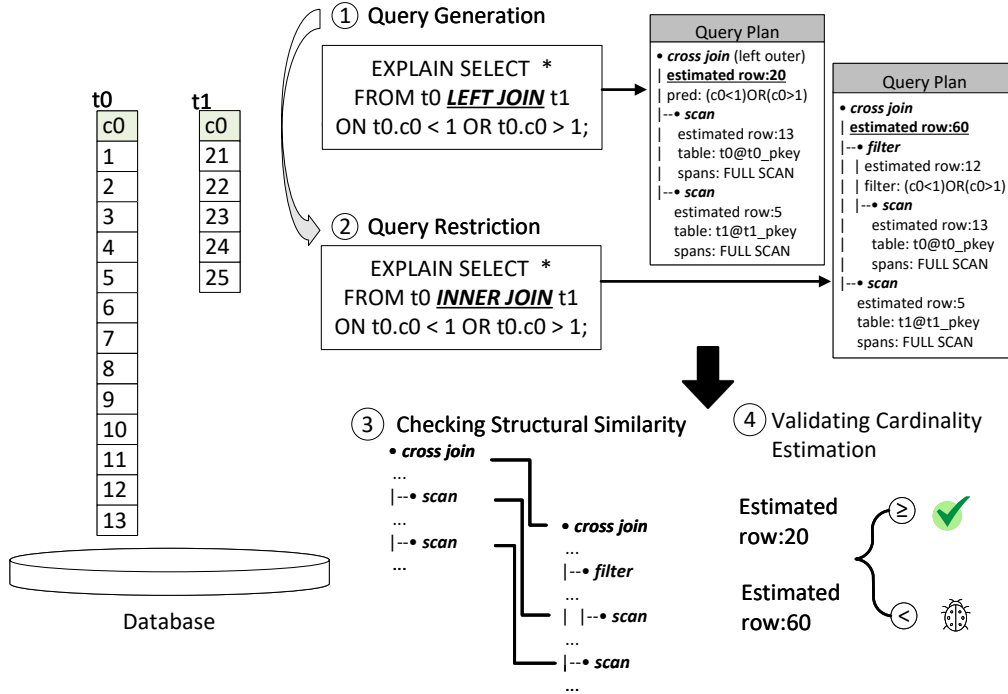 t0
c0
1
2
3
4
5
6
7
8
9
10
11
12
13
t1
c0
21
22
23
24
25
Database
1 Query Generation
EXPLAIN SELECT *
FROM t0 LEFT JOIN t1
ON t0.c0 < 1 OR t0.c0 > 1;
2 Query Restriction
EXPLAIN SELECT *
FROM t0 INNER JOIN t1
ON t0.c0 < 1 OR t0.c0 > 1;
Query Plan
• cross join (left outer)
| estimated row:20
| pred: (c0<1)OR(c0>1)
|--• scan
| estimated row:13
| table: t0@t0_pkey
| spans: FULL SCAN
|--• scan
estimated row:5
table: t1@t1_pkey
spans: FULL SCAN
Query Plan
• cross join
| estimated row:60
|--• filter
| | estimated row:12
| | filter: (c0<1)OR(c0>1)
| |--• scan
| estimated row:13
| table: t0@t0_pkey
| spans: FULL SCAN
|--• scan
estimated row:5
table: t1@t1_pkey
spans: FULL SCAN
3 Checking Structural Similarity
• cross join
...
|--• scan
...
|--• scan
...
• cross join
...
|--• filter
...
| |--• scan
...
|--• scan
...
4 Validating Cardinality
Estimation
Estimated
row:20
≥
Estimated
row:60
<